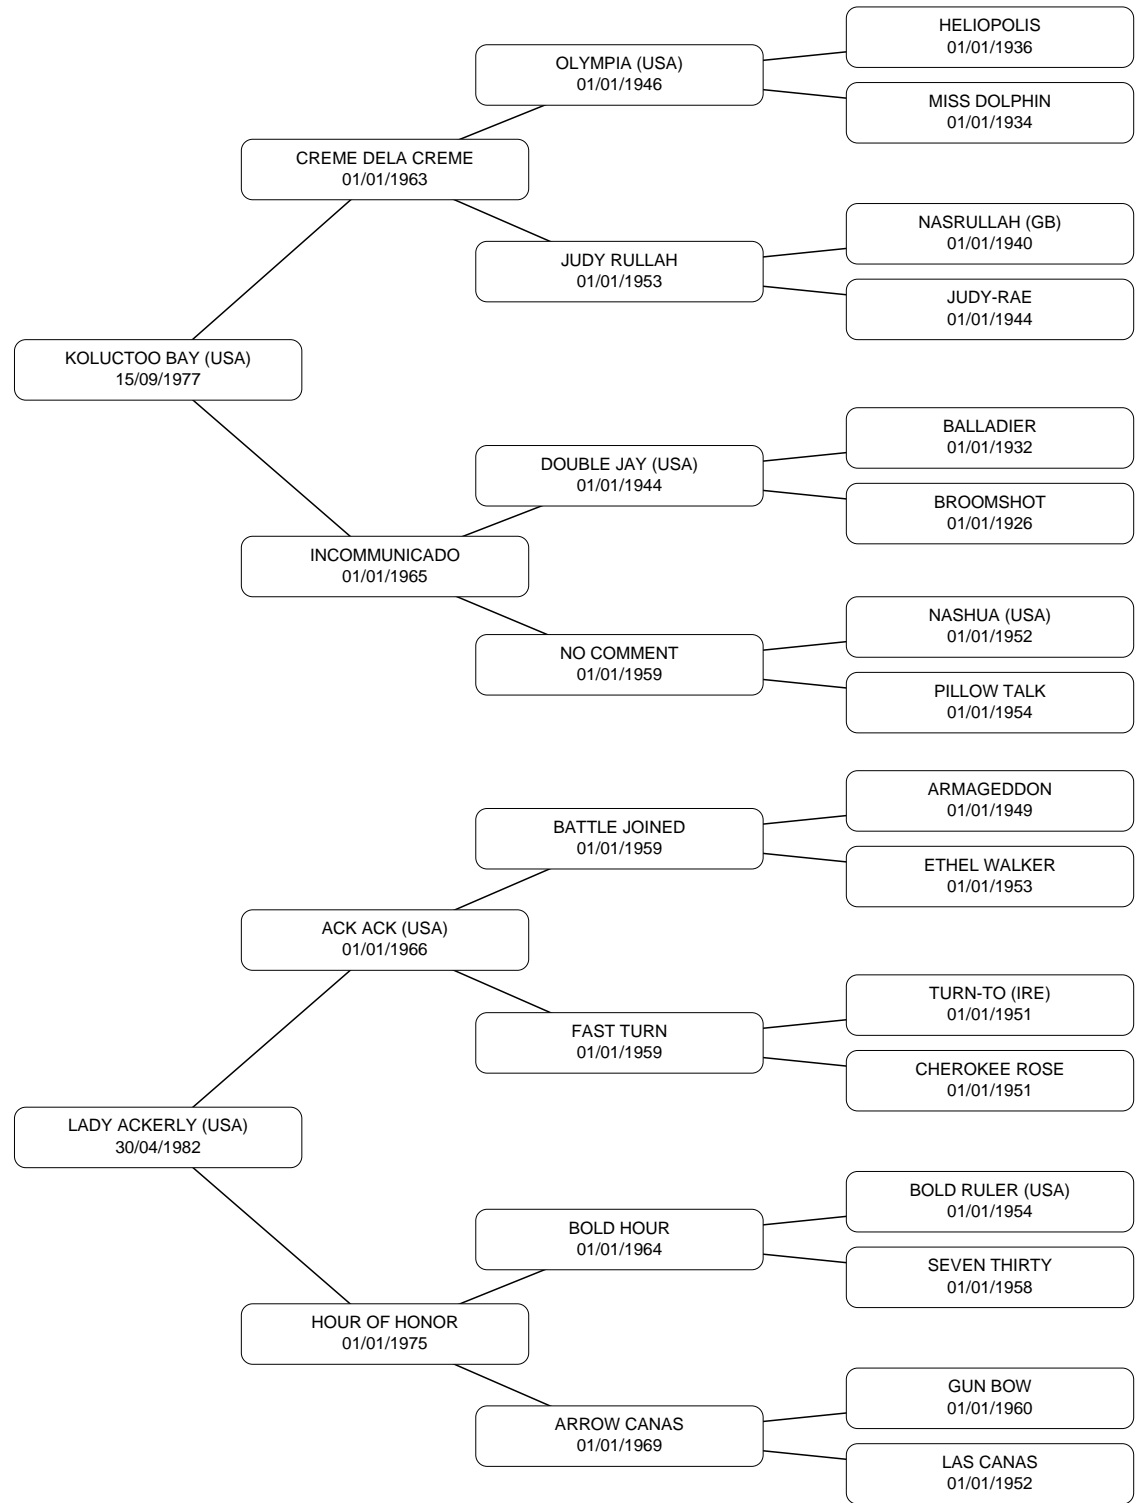 HELIOPOLIS
01/01/1936
OLYMPIA (USA)
01/01/1946
MISS DOLPHIN
01/01/1934
CREME DELA CREME
01/01/1963
NASRULLAH (GB)
01/01/1940
JUDY RULLAH
01/01/1953
JUDY-RAE
01/01/1944
KOLUCTOO BAY (USA)
15/09/1977
BALLADIER
01/01/1932
DOUBLE JAY (USA)
01/01/1944
BROOMSHOT
01/01/1926
INCOMMUNICADO
01/01/1965
NASHUA (USA)
01/01/1952
NO COMMENT
01/01/1959
PILLOW TALK
01/01/1954
ARMAGEDDON
01/01/1949
BATTLE JOINED
01/01/1959
ETHEL WALKER
01/01/1953
ACK ACK (USA)
01/01/1966
TURN-TO (IRE)
01/01/1951
FAST TURN
01/01/1959
CHEROKEE ROSE
01/01/1951
LADY ACKERLY (USA)
30/04/1982
BOLD RULER (USA)
01/01/1954
BOLD HOUR
01/01/1964
SEVEN THIRTY
01/01/1958
HOUR OF HONOR
01/01/1975
GUN BOW
01/01/1960
ARROW CANAS
01/01/1969
LAS CANAS
01/01/1952